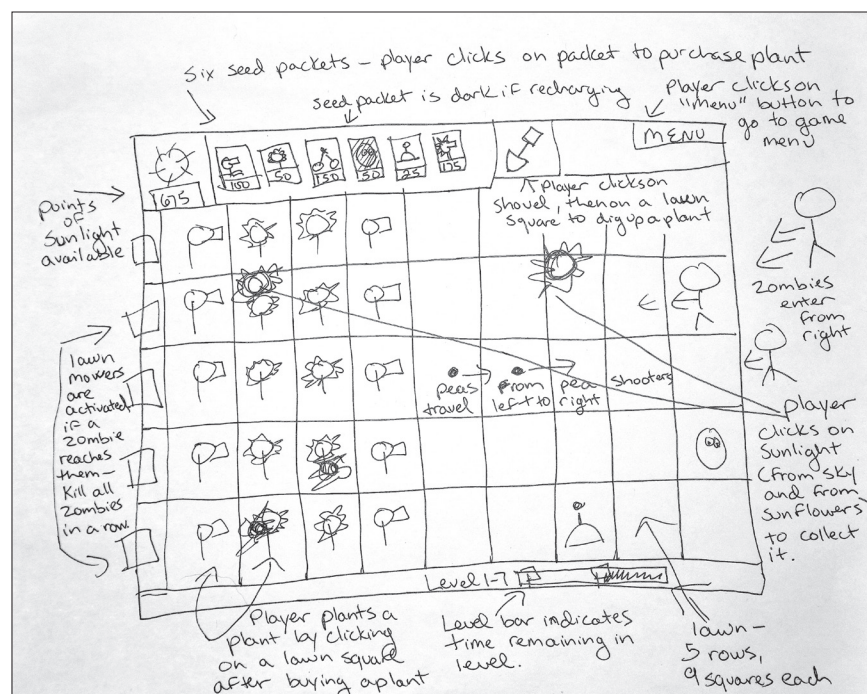 Six seed packets - player clicks on packet to purchase plant
seed packet is dark if recharging
Player clicks on
"menu" button to
go to game
menu
MENU
100
50
150
50
25
175
675
points
of
sunlight
available
player clicks on
shovel, then on a lawn
square to dig up a plant
Zombies
enter
from
right
lawn
mowers
are
activated
if a
Zombie
reaches
them -
Kill all
Zombies
in a row.
peas
travel
from
left to
pea
right
shooters
player
clicks on
Sunlight
(from sky
and from
sunflowers
to collect
it.
Level 1-7
Player plants a
plant by clicking
on a lawn square
after buying a plant
Level bar indicates
time remaining in
level.
lawn -
5 rows,
9 squares each